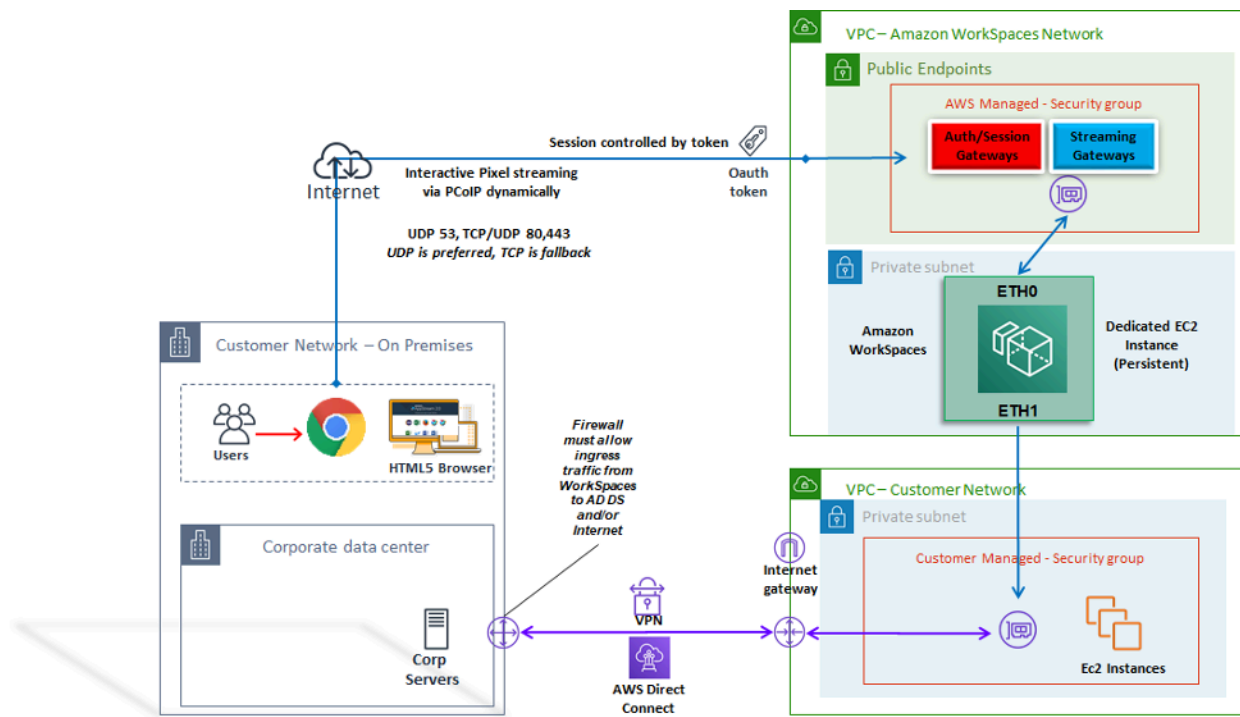 VPC – Amazon WorkSpaces Network
Public Endpoints
AWS Managed - Security group
Auth/Session
Gateways
Streaming
Gateways
Session controlled by token
Oauth
token
Internet
Interactive Pixel streaming
via PCoIP dynamically
UDP 53, TCP/UDP 80,443
UDP is preferred, TCP is fallback
Private subnet
ETH0
Amazon
WorkSpaces
Dedicated EC2
Instance
(Persistent)
ETH1
Customer Network – On Premises
Users
HTML5 Browser
Firewall
must allow
ingress
traffic from
WorkSpaces
to AD DS
and/or
Internet
Corporate data center
Corp
Servers
VPN
AWS Direct
Connect
Internet
gateway
VPC – Customer Network
Private subnet
Customer Managed - Security group
Ec2 Instances